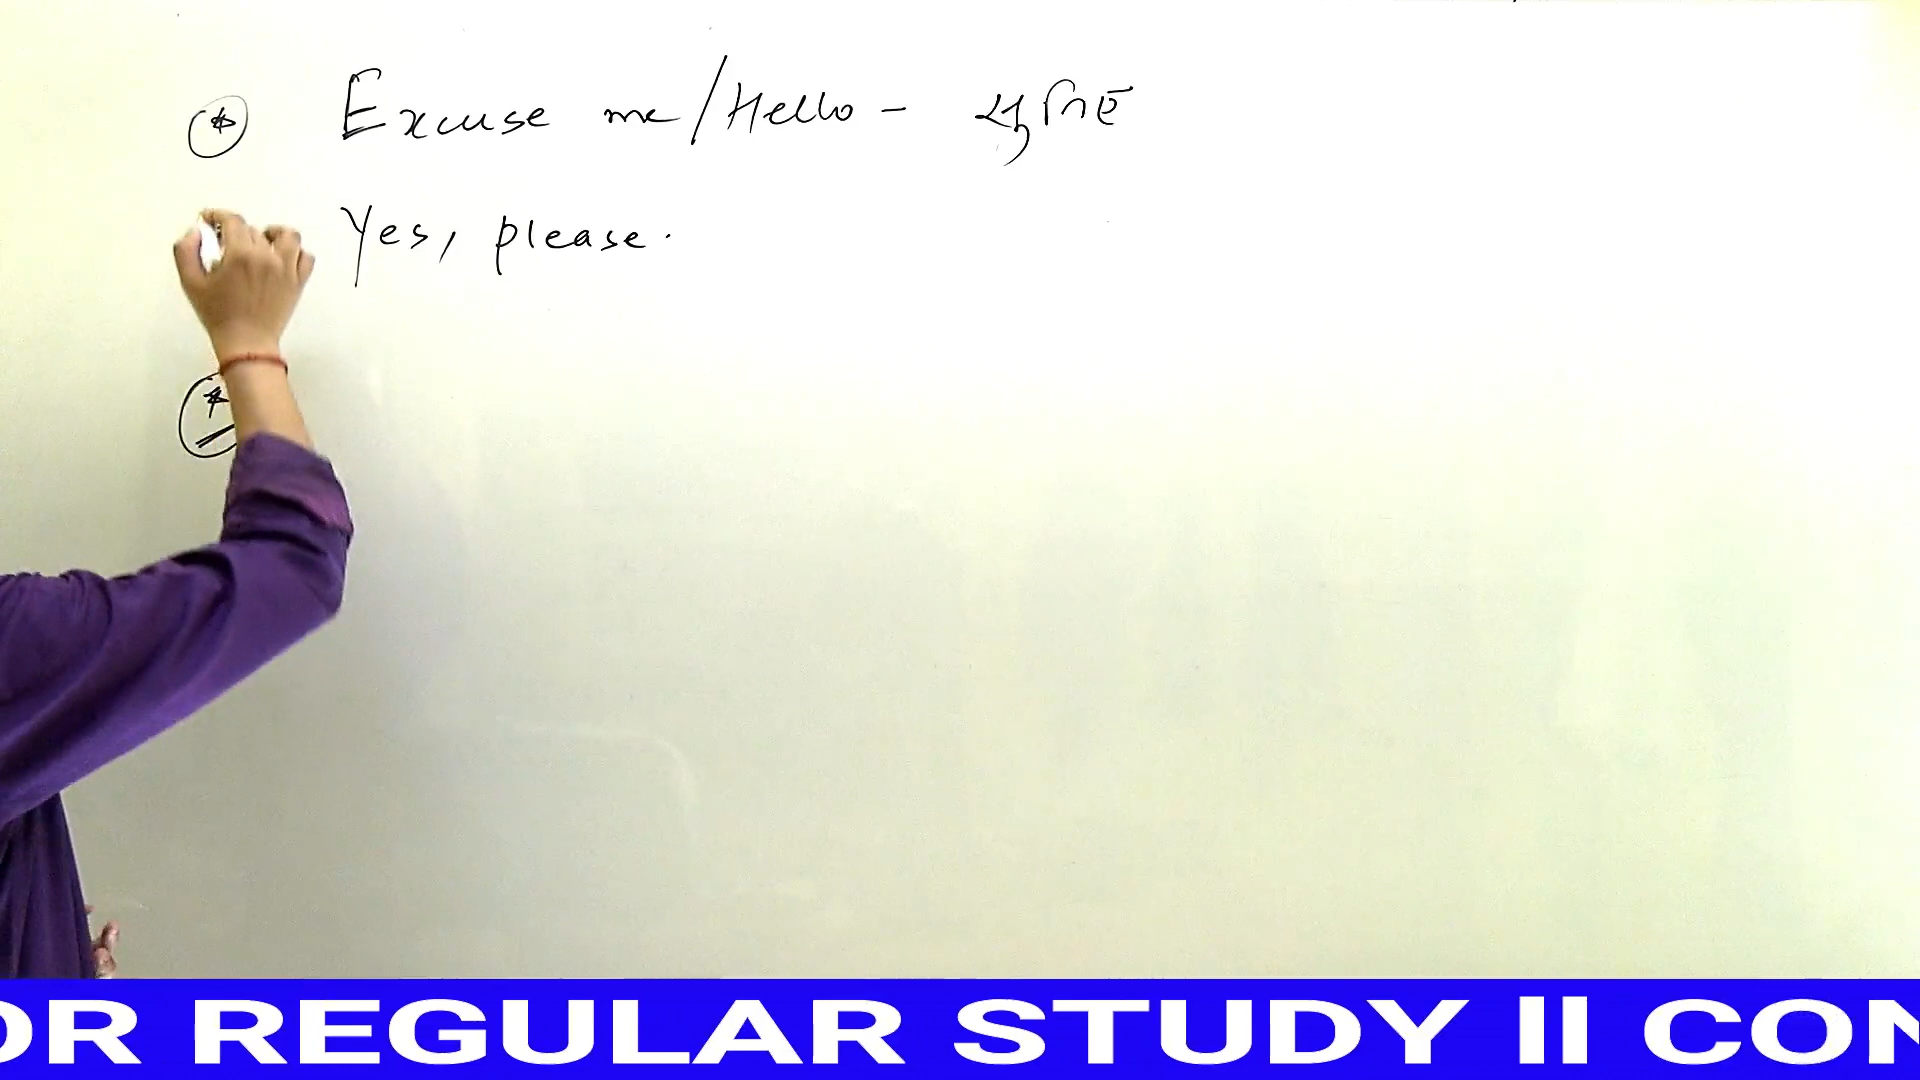 * Excuse me/Hello - सुनिए
Yes, please.
*
OR REGULAR STUDY II CON